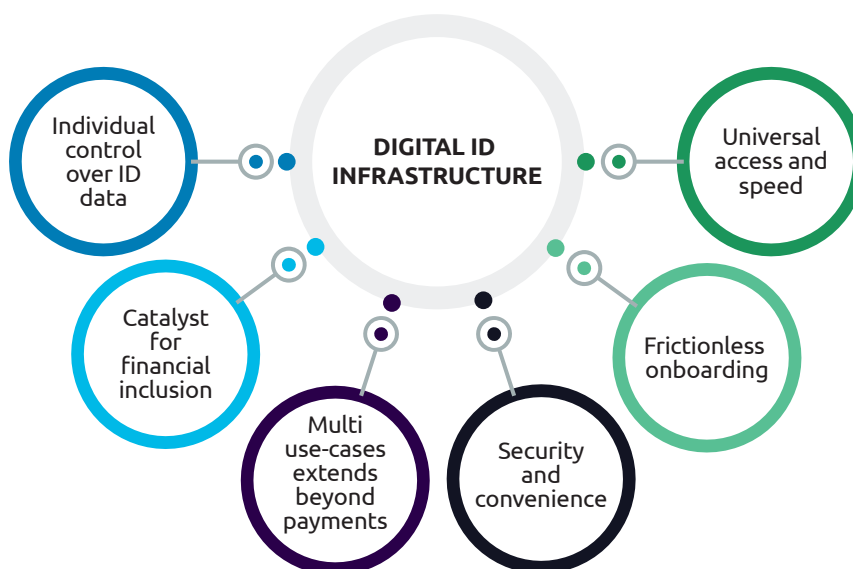 DIGITAL ID
INFRASTRUCTURE
Individual
control
over ID
data
Catalyst
for
financial
inclusion
Multi
use-cases
extends
beyond
payments
Security
and
convenience
Frictionless
onboarding
Universal
access and
speed